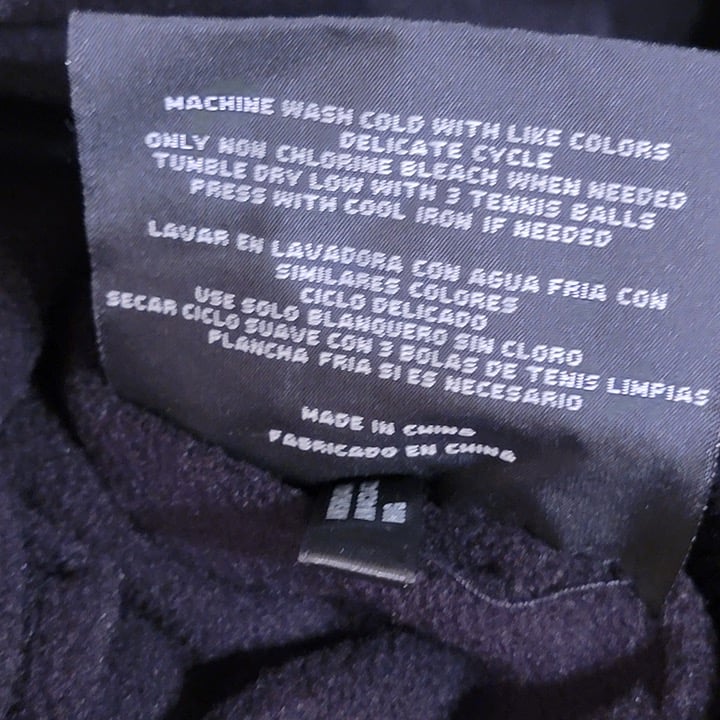 MACHINE WASH COLD WITH LIKE COLORS
DELICATE CYCLE
ONLY NON CHLORINE BLEACH WHEN NEEDED
TUMBLE DRY LOW WITH 3 TENNIS BALLS
PRESS WITH COOL IRON IF NEEDED
LAVAR EN LAVADORA CON AGUA FRIA CON
SIMILARES COLORES
CICLO DELICADO
USE SOLO BLANQUERO SIN CLORO
SECAR CICLO SUAVE CON 3 BOLAS DE TENIS LIMPIAS
PLANCHA FRIA SI ES NECESARIO
MADE IN CHINA
FABRICADO EN CHINA